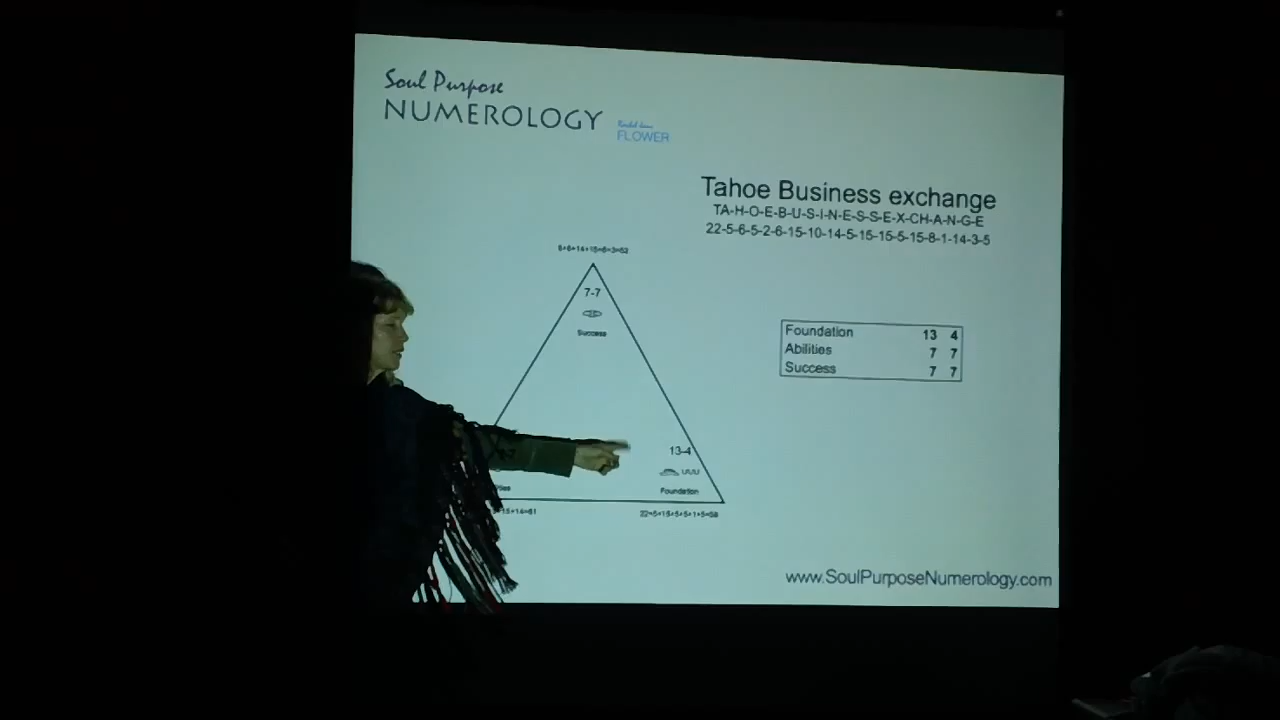 Soul Purpose
NUMEROLOGY
FLOWER
Tahoe Business exchange
TA-H-O-E-B-U-S-I-N-E-S-S-E-X-CH-A-N-G-E
22-5-6-5-2-6-15-10-14-5-15-15-5-15-8-1-14-3-5
7-7
Success
Foundation 13 4
Abilities 7 7
Success 7 7
13-4
Foundation
www.SoulPurposeNumerology.com